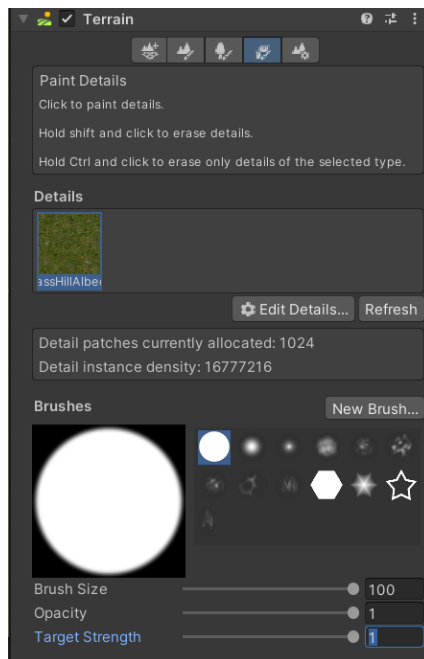 Terrain
Paint Details
Click to paint details.
Hold shift and click to erase details.
Hold Ctrl and click to erase only details of the selected type.
Details
assHillAlbe
Edit Details... Refresh
Detail patches currently allocated: 1024
Detail instance density: 16777216
Brushes
New Brush...
Brush Size 100
Opacity 1
Target Strength 1